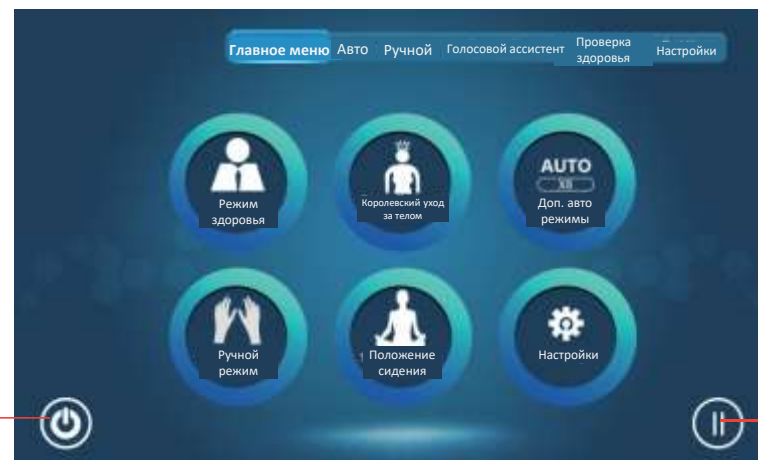 Главное меню Авто Ручной Голосовой ассистент Проверка здоровья Настройки
Режим
здоровья
Королевский уход
за телом
AUTO
Доп. авто
режимы
Ручной
режим
Положение
сидения
Настройки